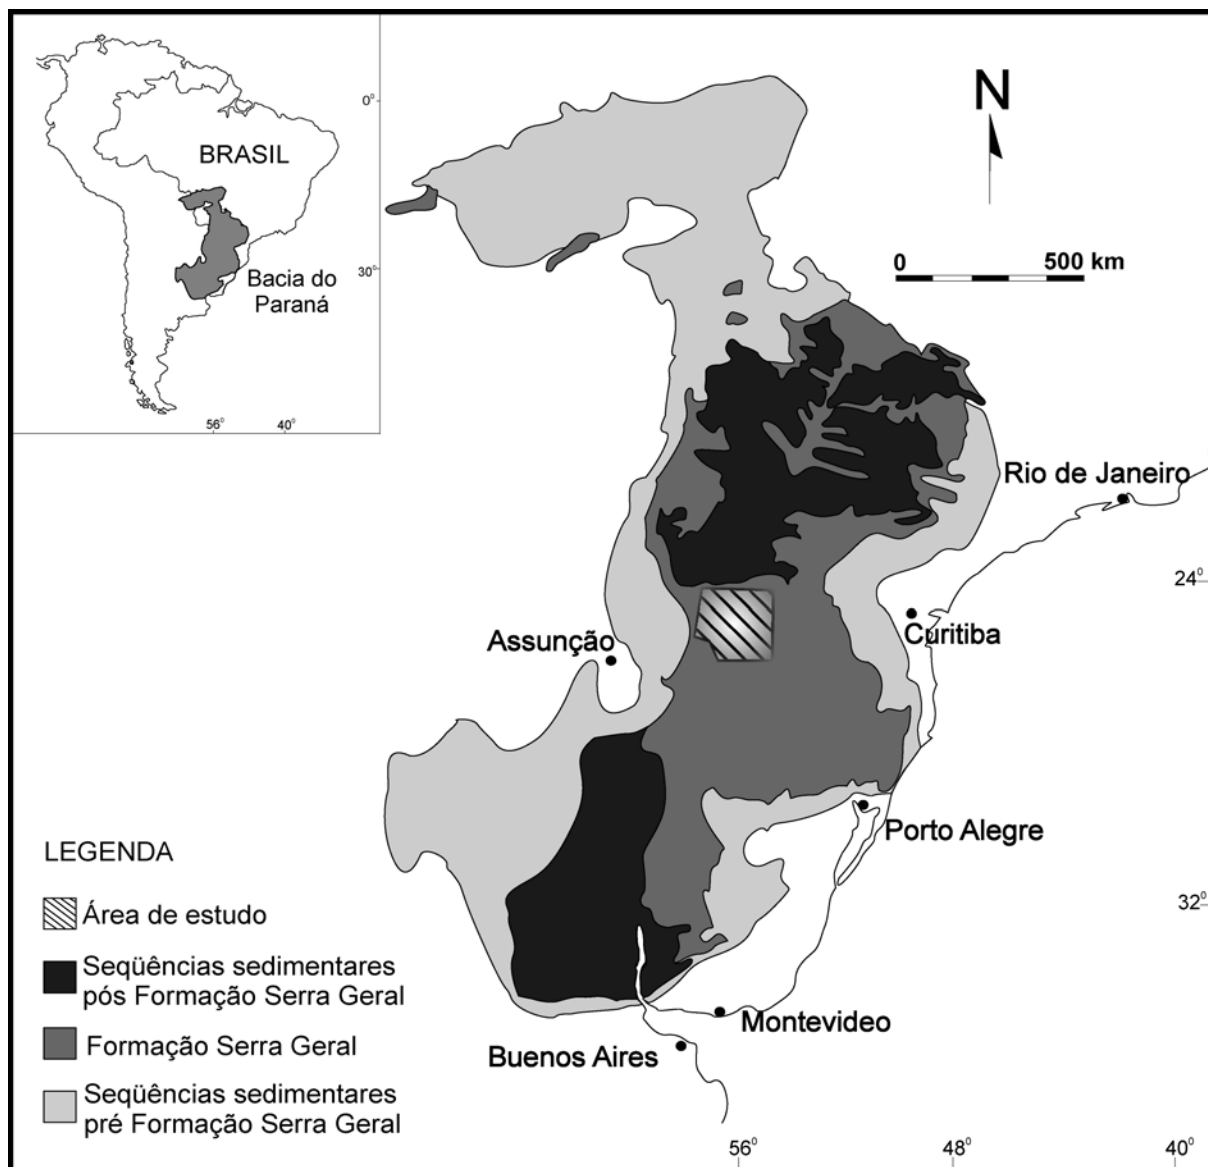 BRASIL
Bacia do
Paraná
0°
30°
56°
40°
N
0
500 km
Rio de Janeiro
24°
Curitiba
Assunção
Porto Alegre
32°
Montevideo
Buenos Aires
56°
48°
40°
LEGENDA
Área de estudo
Seqüências sedimentares
pós Formação Serra Geral
Formação Serra Geral
Seqüências sedimentares
pré Formação Serra Geral